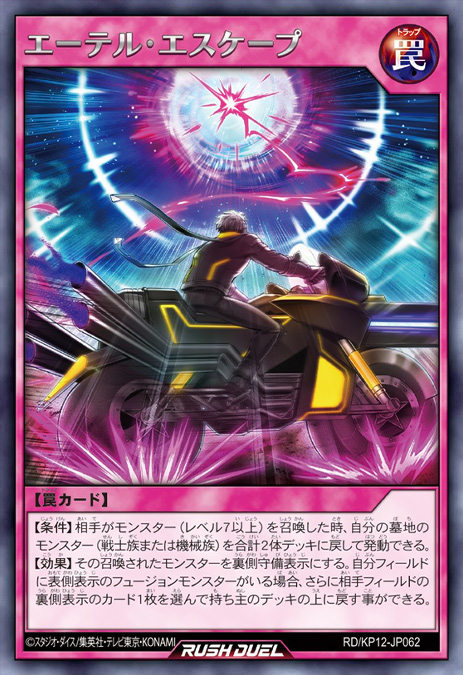 エーテル・エスケープ
トラップ
罠
【罠カード】
【条件】相手がモンスター(レベル7以上)を召喚した時、自分の墓地の
モンスター(戦士族または機械族)を合計2体デッキに戻して発動できる。
【効果】その召喚されたモンスターを裏側守備表示にする。自分フィールド
に表側表示のフュージョンモンスターがいる場合、さらに相手フィールドの
裏側表示のカード1枚を選んで持ち主のデッキの上に戻す事ができる。
©スタジオ・ダイス/集英社・テレビ東京・KONAMI
RUSH DUEL
RD/KP12-JP062